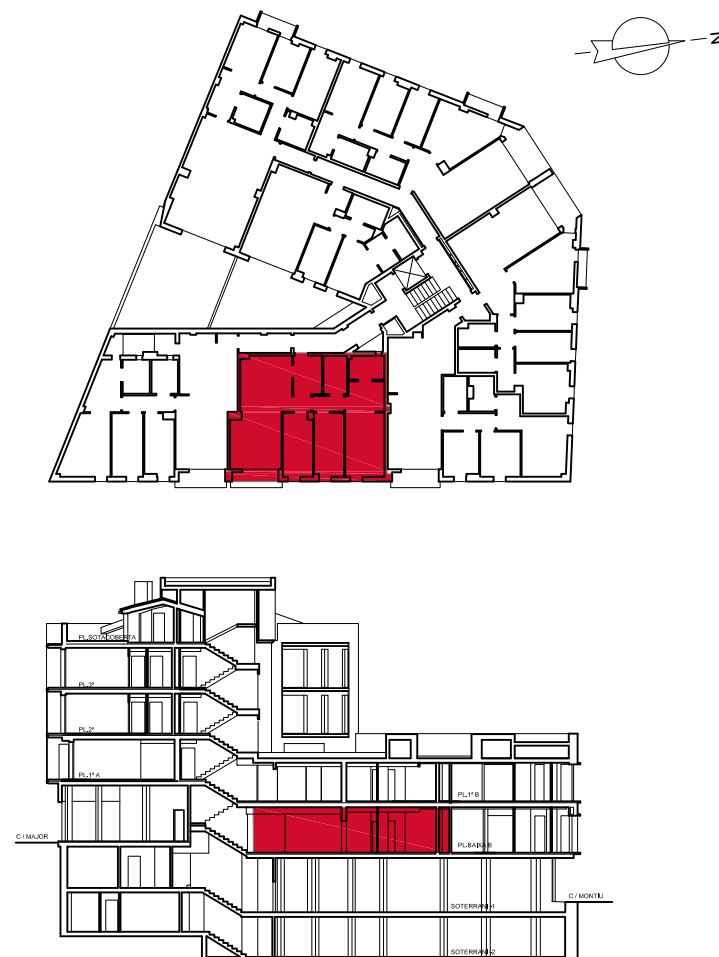 N
PL.SOTACOBERTA
PL.3ª
PL.2ª
PL.1ª A
PL.1ª B
C / MAJOR
PL.BAIXA B
C / MONTIU
SOTERRANI -1
SOTERRANI -2